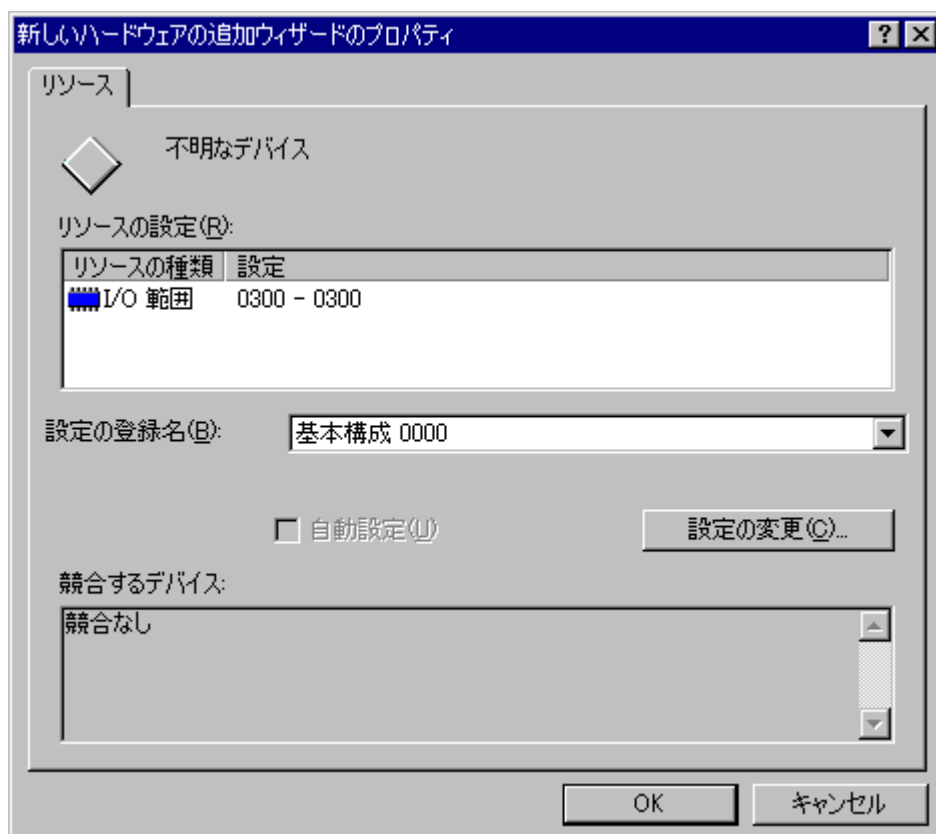 新しいハードウェアの追加ウィザードのプロパティ
リソース
不明なデバイス
リソースの設定(R):
リソースの種類 設定
I/O 範囲 0300 - 0300
設定の登録名(B): 基本構成 0000
自動設定(U) 設定の変更(C)...
競合するデバイス:
競合なし
OK キャンセル